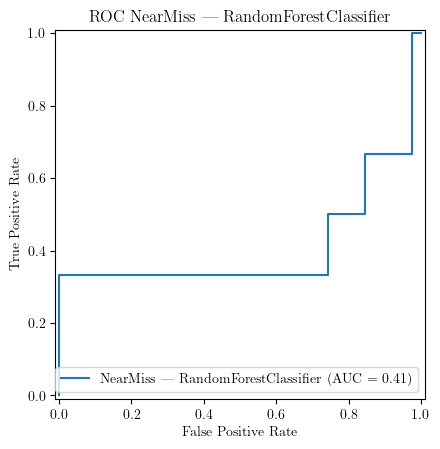 ROC NearMiss — RandomForestClassifier
1.0
0.8
0.6
0.4
0.2
0.0
True Positive Rate
NearMiss — RandomForestClassifier (AUC = 0.41)
0.0 0.2 0.4 0.6 0.8 1.0
False Positive Rate